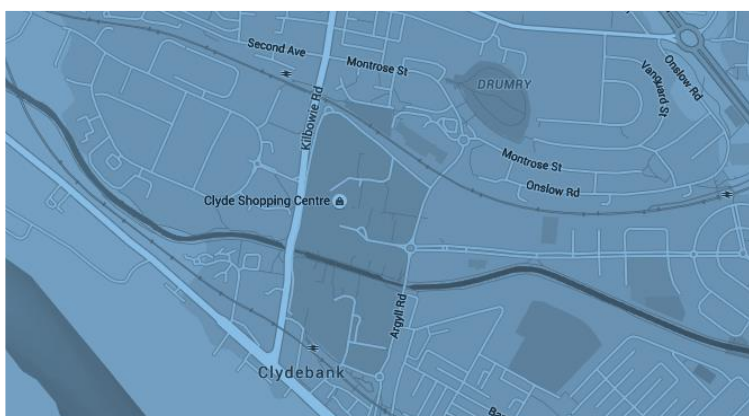 Second Ave
Montrose St
Kilbowie Rd
DRUMRY
Vanguard St
Onslow Rd
Montrose St
Onslow Rd
Clyde Shopping Centre
Argyll Rd
Clydebank